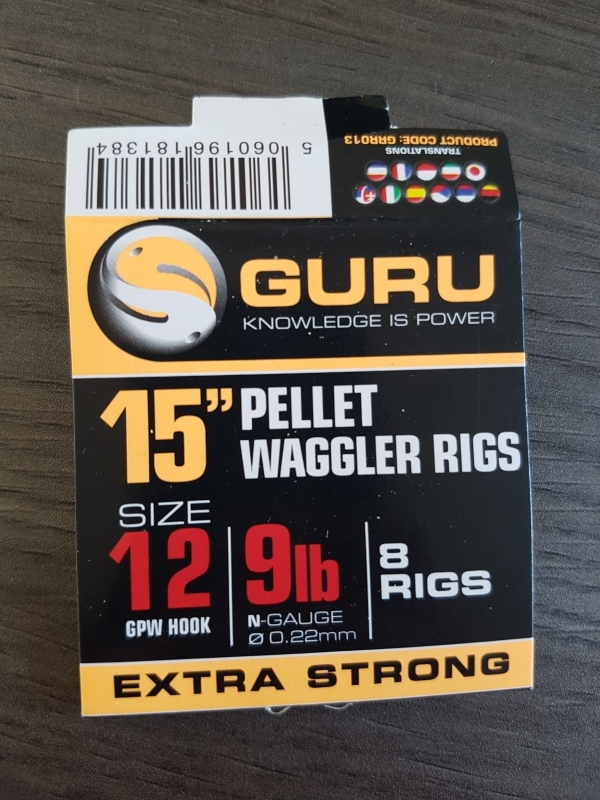 5 060196 181384
TRANSLATIONS
PRODUCT CODE: GRR013
GURU
KNOWLEDGE IS POWER
15” PELLET
WAGGLER RIGS
SIZE
12
GPW HOOK
9lb
N-GAUGE
Ø 0.22mm
8
RIGS
EXTRA STRONG